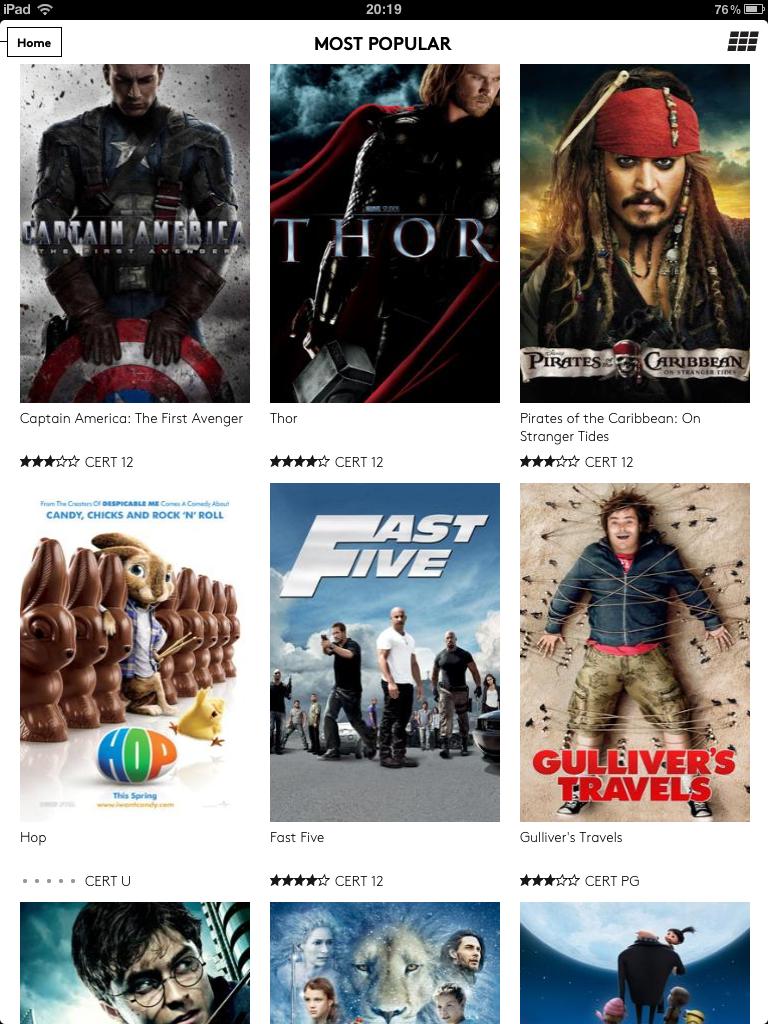 iPad 20:19 76%
Home MOST POPULAR
CAPTAIN AMERICA
THE FIRST AVENGER
MARVEL STUDIOS
THOR
Disney
PIRATES of the CARIBBEAN
ON STRANGER TIDES
Captain America: The First Avenger
Thor
Pirates of the Caribbean: On
Stranger Tides
CERT 12
CERT 12
CERT 12
From The Creators Of DESPICABLE ME Comes A Comedy About
CANDY, CHICKS AND ROCK 'N' ROLL
HOP
This Spring
www.iwantcandy.com
FAST
FIVE
GULLIVER'S
TRAVELS
Hop
Fast Five
Gulliver's Travels
CERT U
CERT 12
CERT PG